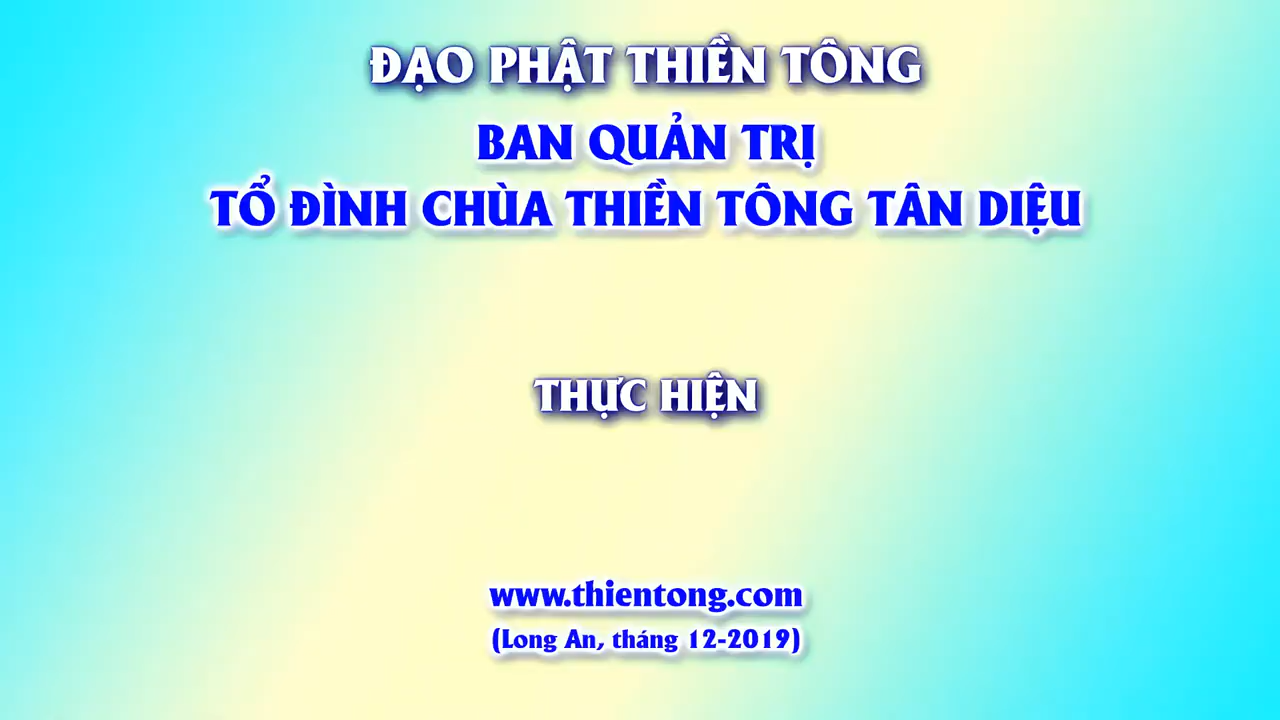 ĐẠO PHẬT THIỀN TÔNG
BAN QUẢN TRỊ
TỔ ĐÌNH CHÙA THIỀN TÔNG TÂN DIỆU
THỰC HIỆN
www.thientong.com
(Long An, tháng 12-2019)